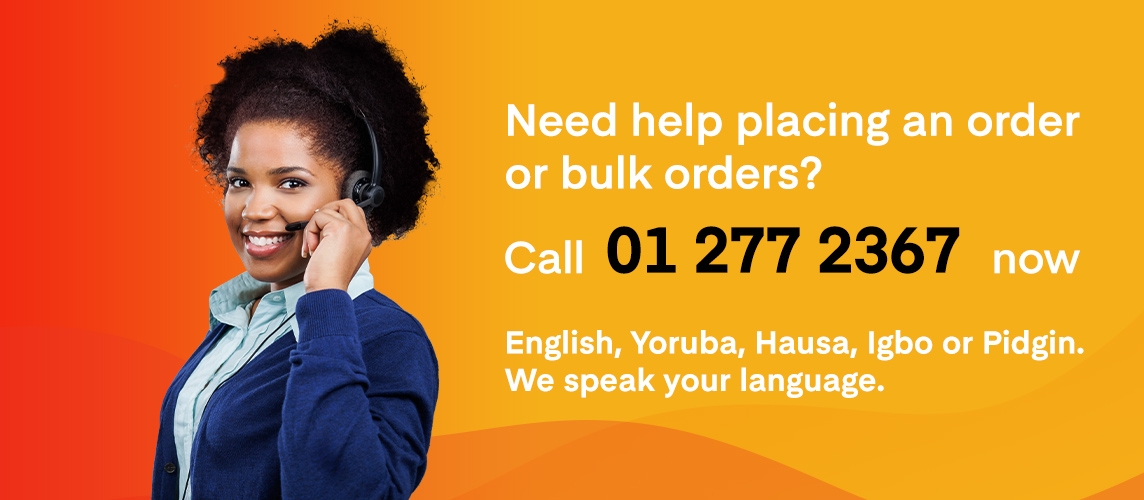 Need help placing an order
or bulk orders?
Call 01 277 2367 now
English, Yoruba, Hausa, Igbo or Pidgin.
We speak your language.